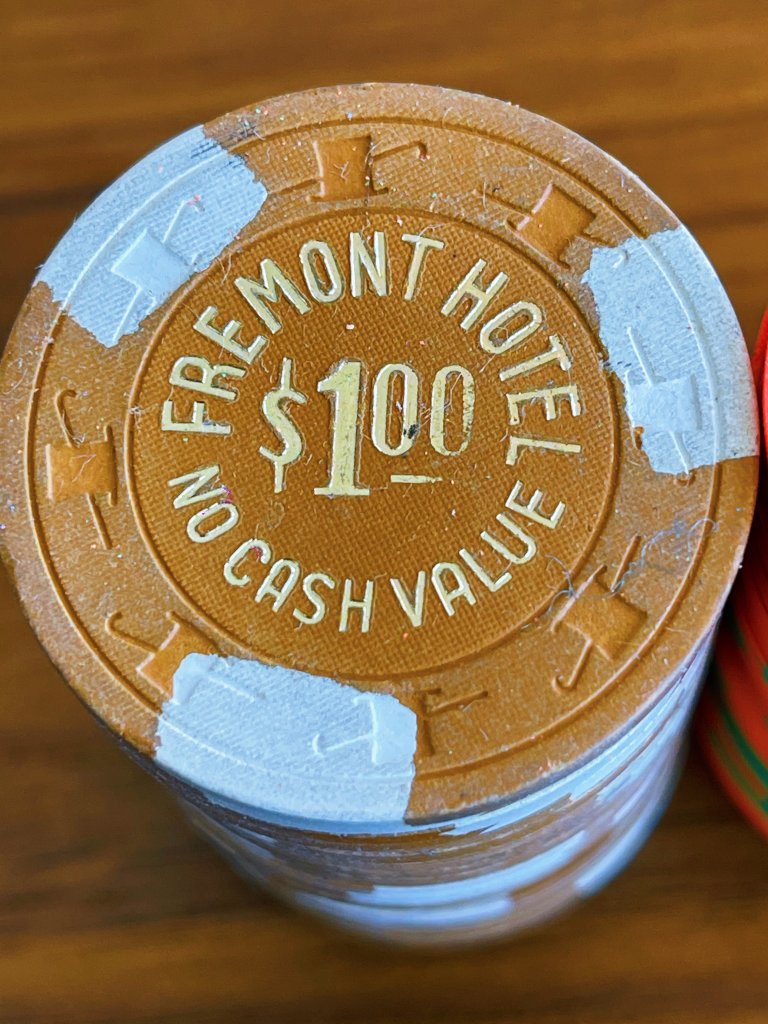 FREMONT HOTEL
$1.00
NO CASH VALUE